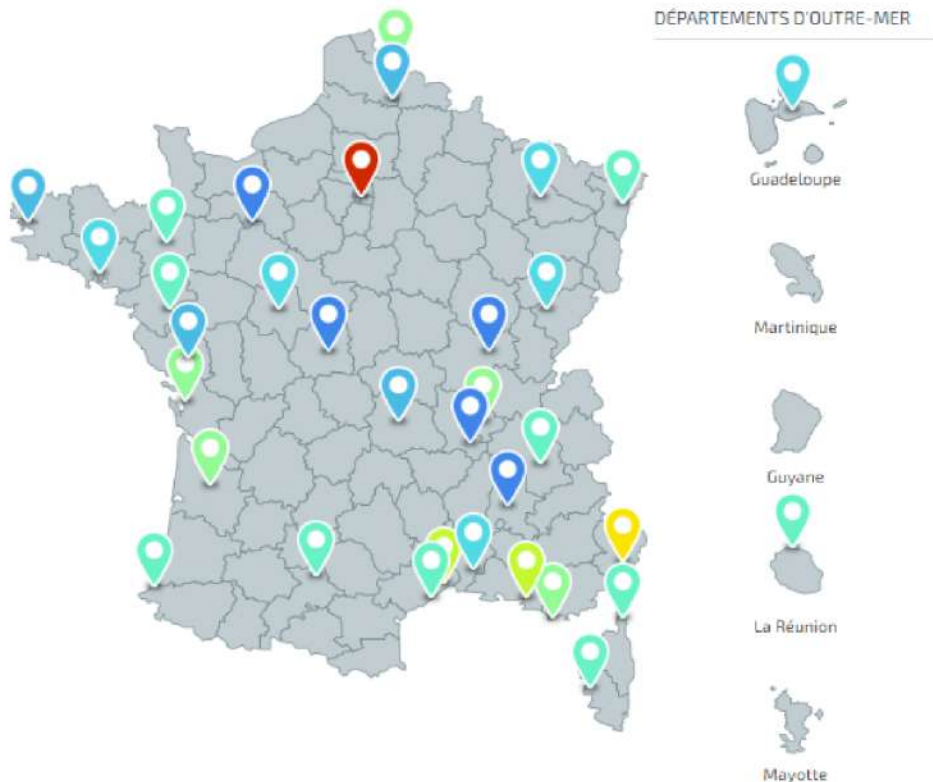 DÉPARTEMENTS D'OUTRE-MER
Guadeloupe
Martinique
Guyane
La Réunion
Mayotte